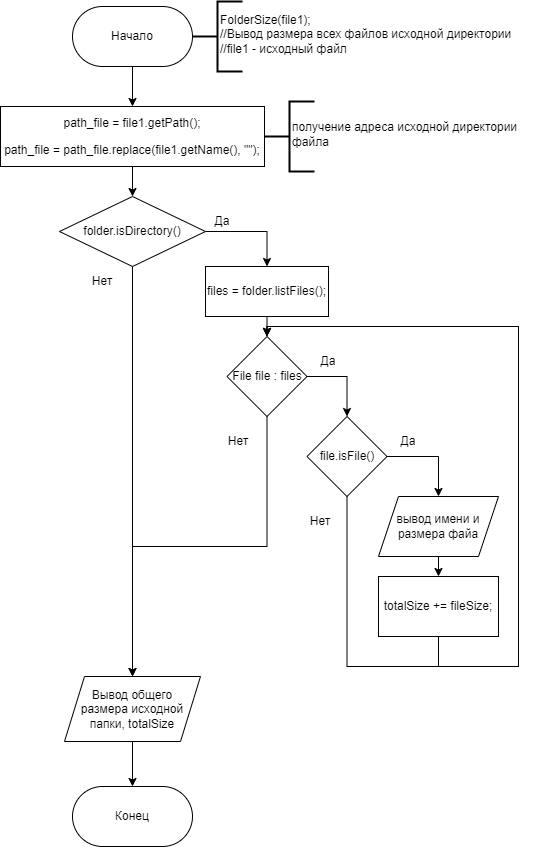 Начало
FolderSize(file1);
//Вывод размера всех файлов исходной директории
//file1 - исходный файл
path_file = file1.getPath();
path_file = path_file.replace(file1.getName(), "");
получение адреса исходной директории
файла
folder.isDirectory()
Да
Нет
files = folder.listFiles();
File file : files
Да
Нет
file.isFile()
Да
Нет
вывод имени и
размера файа
totalSize += fileSize;
Вывод общего
размера исходной
папки, totalSize
Конец